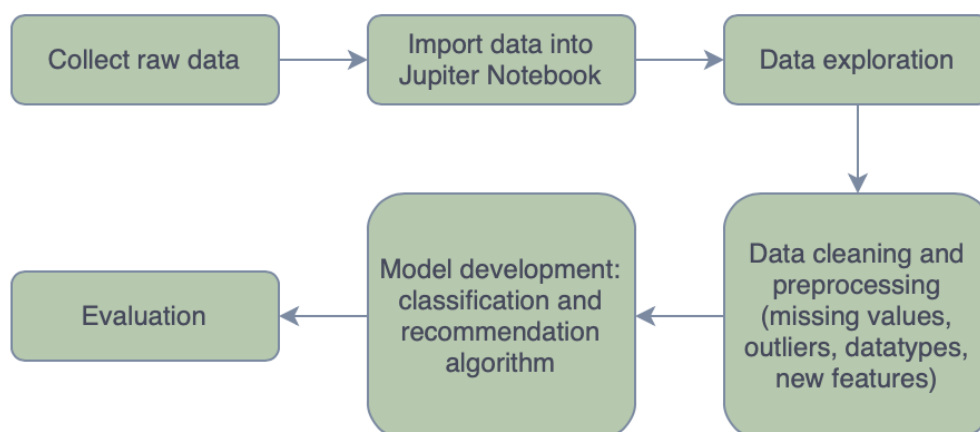 Collect raw data
Import data into
Jupiter Notebook
Data exploration
Data cleaning and
preprocessing
(missing values,
outliers, datatypes,
new features)
Model development:
classification and
recommendation
algorithm
Evaluation